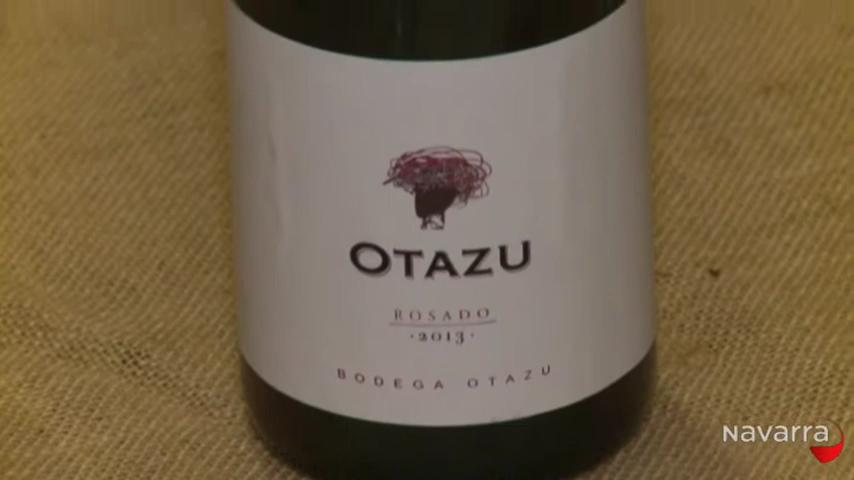 OTAZU
ROSADO
·2013·
BODEGA OTAZU
Navarra